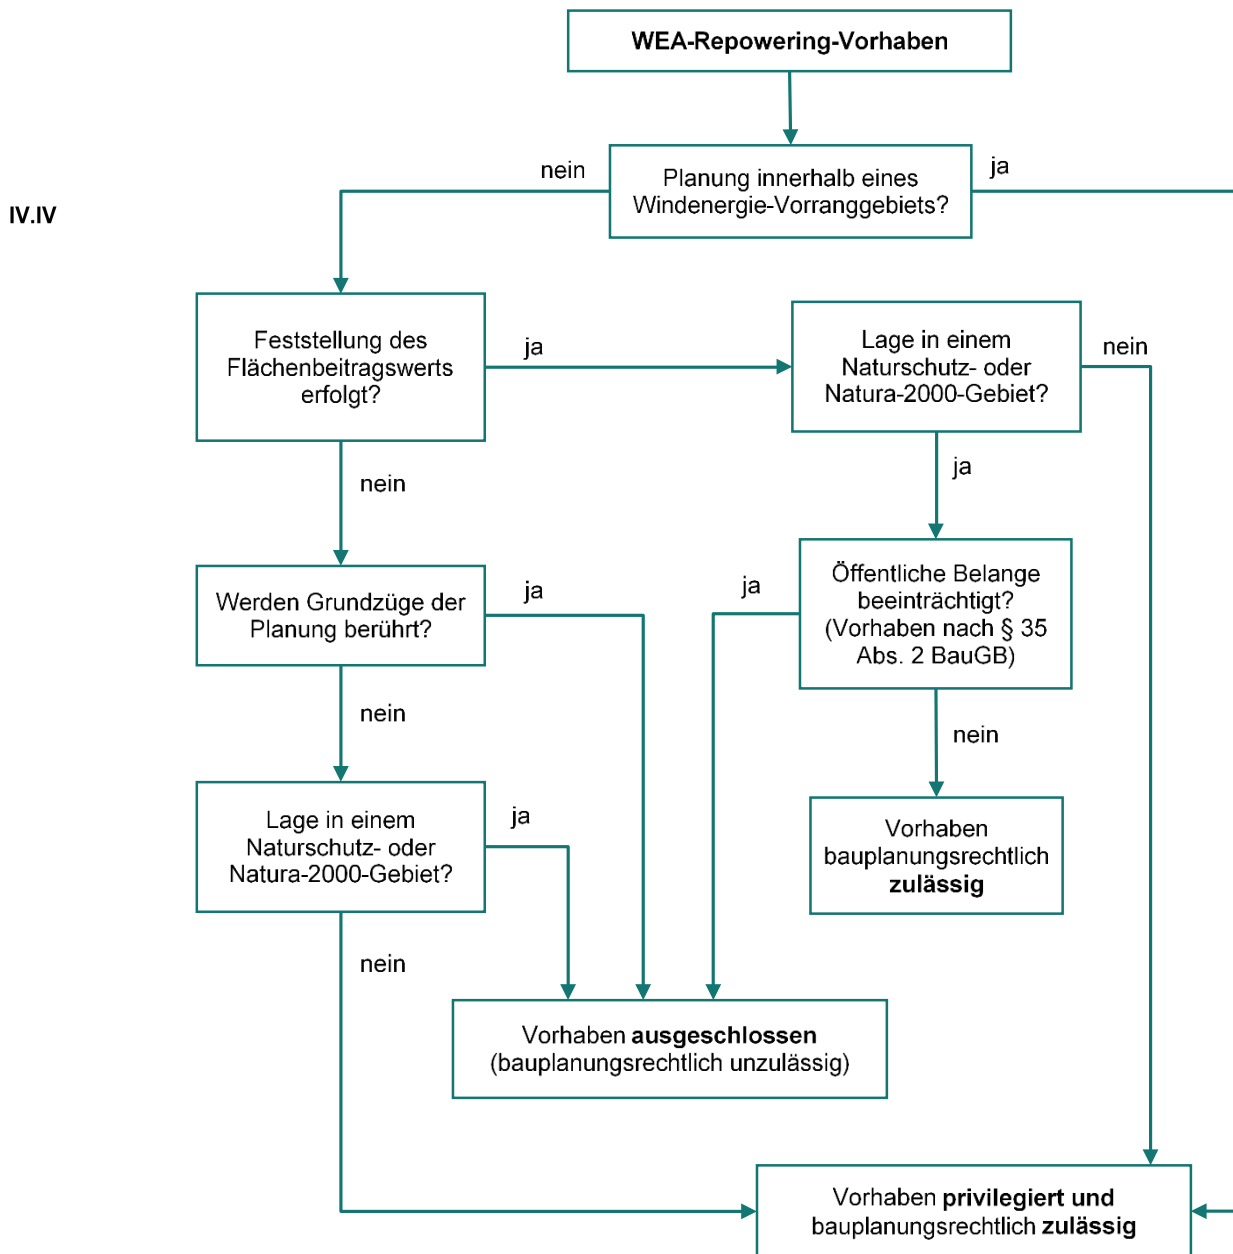 WEA-Repowering-Vorhaben
nein
Planung innerhalb eines
Windenergie-Vorranggebiets?
ja
IV.IV
Feststellung des
Flächenbeitragswerts
erfolgt?
ja
Lage in einem
Naturschutz- oder
Natura-2000-Gebiet?
nein
nein
ja
Werden Grundzüge der
Planung berührt?
ja
ja
Öffentliche Belange
beeinträchtigt?
(Vorhaben nach § 35
Abs. 2 BauGB)
nein
nein
Lage in einem
Naturschutz- oder
Natura-2000-Gebiet?
ja
Vorhaben
bauplanungsrechtlich
zulässig
nein
Vorhaben ausgeschlossen
(bauplanungsrechtlich unzulässig)
Vorhaben privilegiert und
bauplanungsrechtlich zulässig